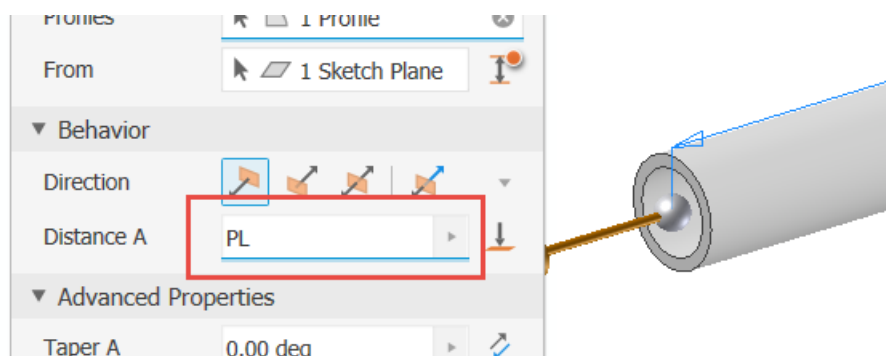 Profiles 1 Profile
From 1 Sketch Plane
Behavior
Direction
Distance A PL
Advanced Properties
Taper A 0.00 deg